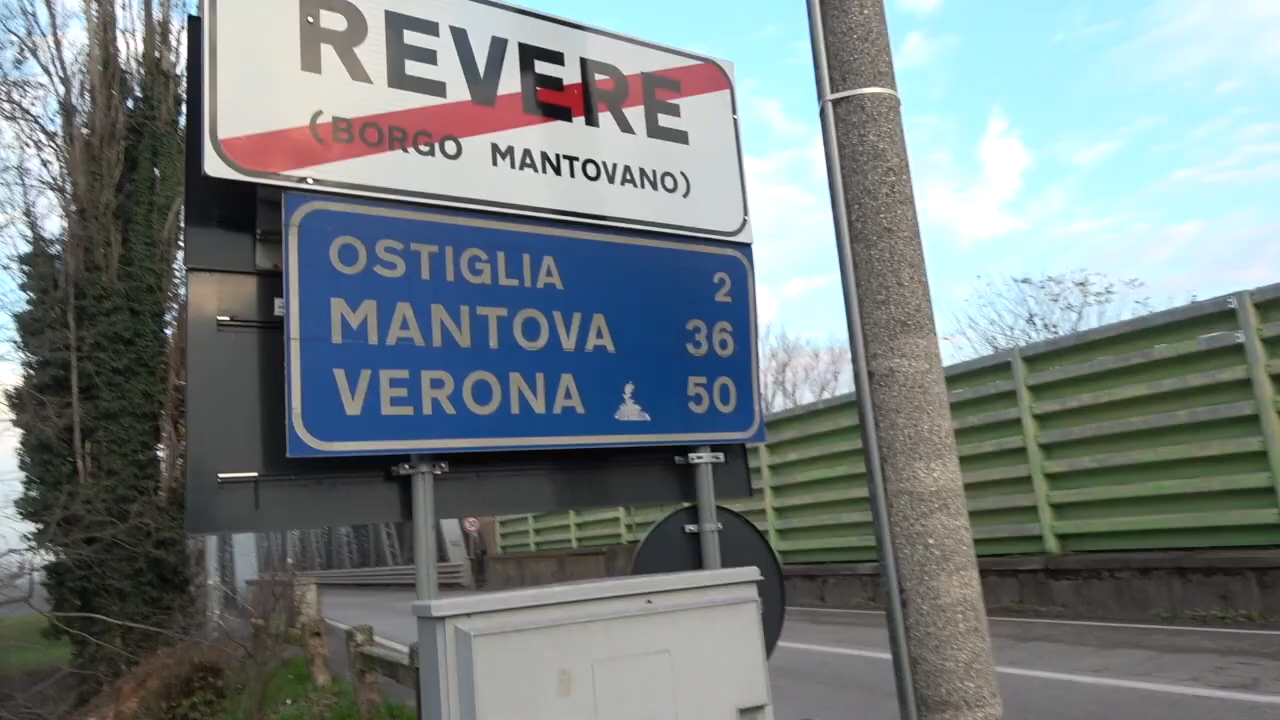 REVERE
(BORGO MANTOVANO)
OSTIGLIA 2
MANTOVA 36
VERONA 50